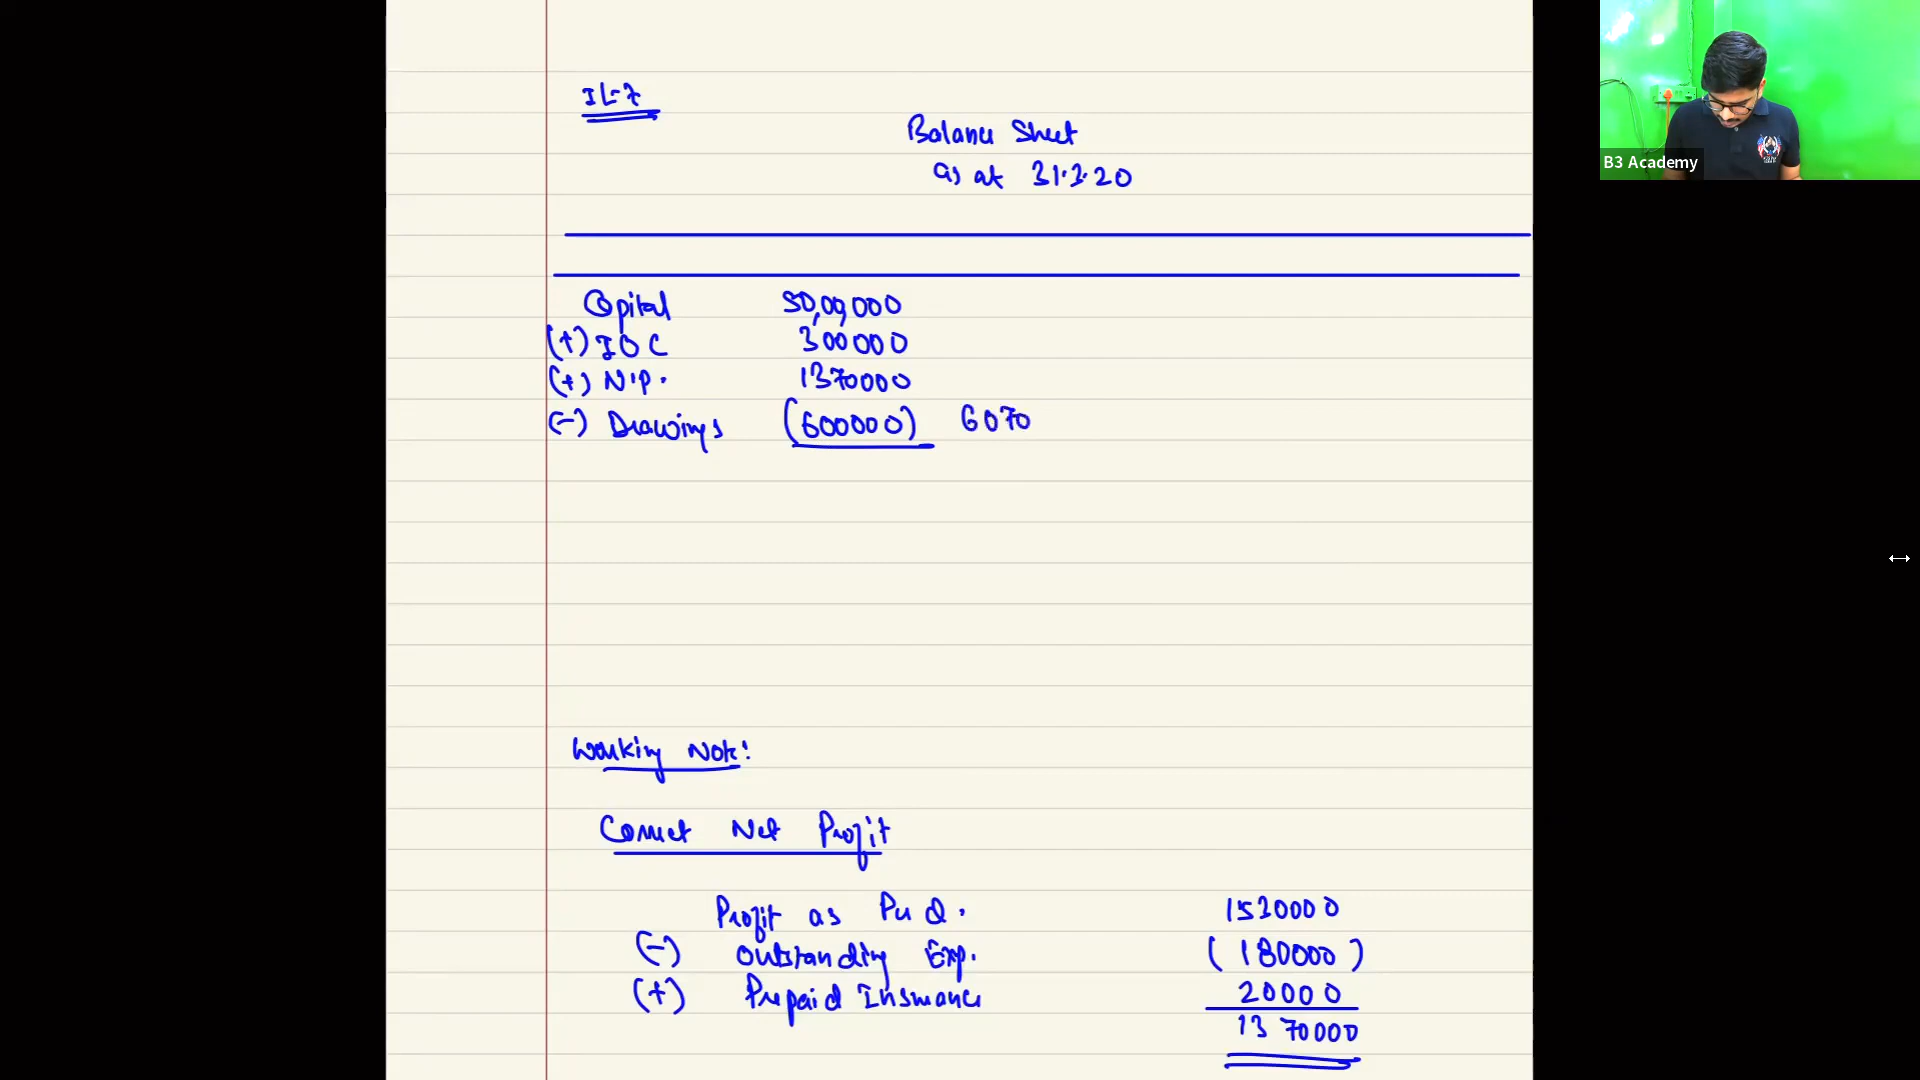 IL-7
Balance Sheet
as at 31.3.20
Capital 50,00,000
(+) IOC 300000
(+) N.P. 1370000
(-) Drawings (600000) 6070
Working Note:
Correct Net Profit
Profit as Per Q. 1530000
(-) Outstanding Exp. (180000)
(+) Prepaid Insurance 20000
1370000
B3 Academy